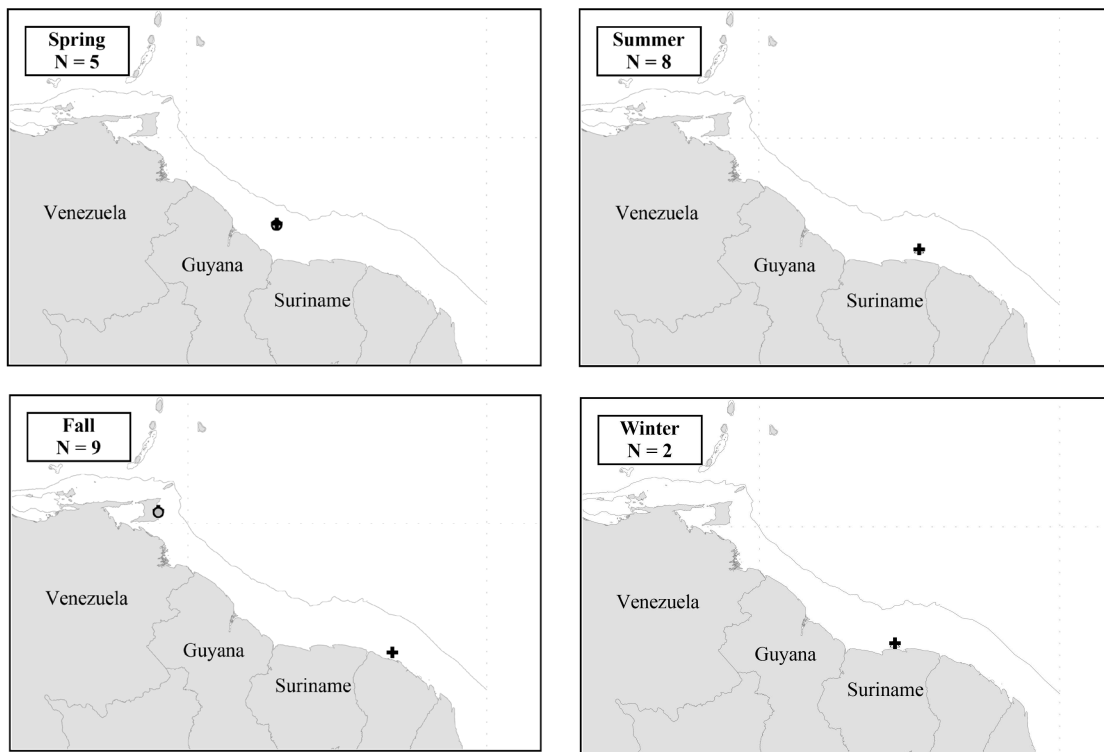 Spring
N = 5
Venezuela
Guyana
Suriname
Summer
N = 8
Venezuela
Guyana
Suriname
Fall
N = 9
Venezuela
Guyana
Suriname
Winter
N = 2
Venezuela
Guyana
Suriname